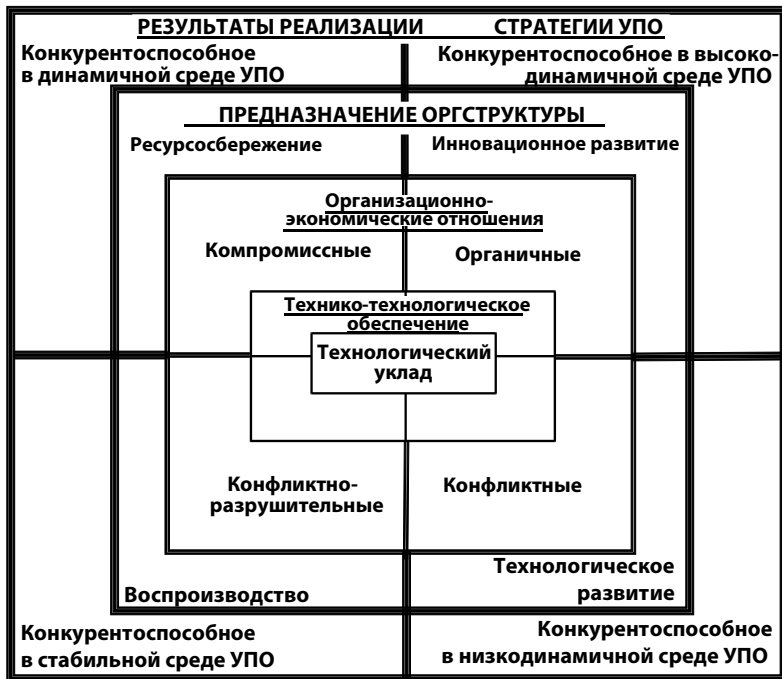 РЕЗУЛЬТАТЫ РЕАЛИЗАЦИИ СТРАТЕГИИ УПО
Конкурентоспособное
в динамичной среде УПО
Конкурентоспособное в высоко-
динамичной среде УПО
ПРЕДНАЗНАЧЕНИЕ ОРГСТРУКТУРЫ
Ресурсосбережение
Инновационное развитие
Организационно-
экономические отношения
Компромиссные
Органичные
Технико-технологическое
обеспечение
Технологический
уклад
Конфликтно-
разрушительные
Конфликтные
Воспроизводство
Технологическое
развитие
Конкурентоспособное
в стабильной среде УПО
Конкурентоспособное
в низкодинамичной среде УПО